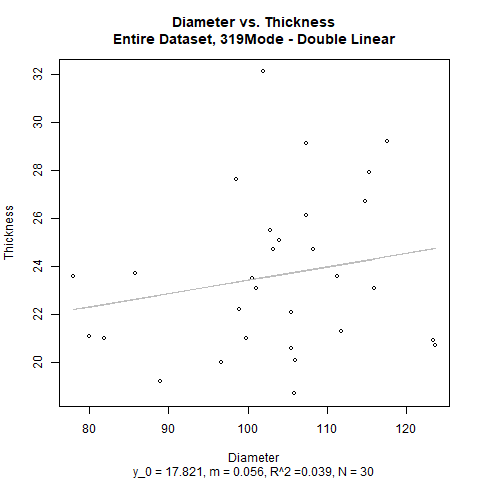 Diameter vs. Thickness
Entire Dataset, 319Mode - Double Linear
32
30
28
26
24
22
20
Thickness
80 90 100 110 120
Diameter
y_0 = 17.821, m = 0.056, R^2 =0.039, N = 30